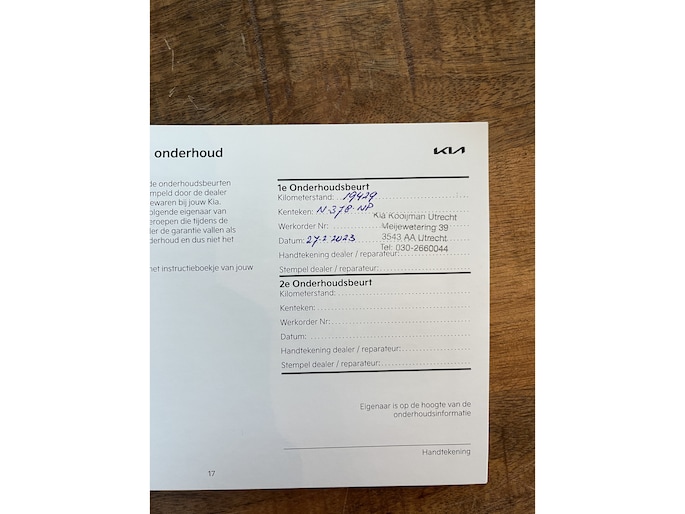 onderhoud
KIA
de onderhoudsbeurten
mpeld door de dealer
ewaren bij jouw Kia.
olgende eigenaar van
eroepen die tijdens de
ler de garantie vallen als
derhoud en dus niet het
het instructieboekje van jouw
1e Onderhoudsbeurt
Kilometerstand: 19429
Kenteken: N-378-NP
Kia Kooijman Utrecht
Werkorder Nr:
Meijewetering 39
Datum: 27.2.2023
3543 AA Utrecht
Tel: 030-2660044
Handtekening dealer / reparateur:
Stempel dealer / reparateur:
2e Onderhoudsbeurt
Kilometerstand:
Kenteken:
Werkorder Nr:
Datum:
Handtekening dealer / reparateur:
Stempel dealer / reparateur:
Eigenaar is op de hoogte van de
onderhoudsinformatie
Handtekening
17